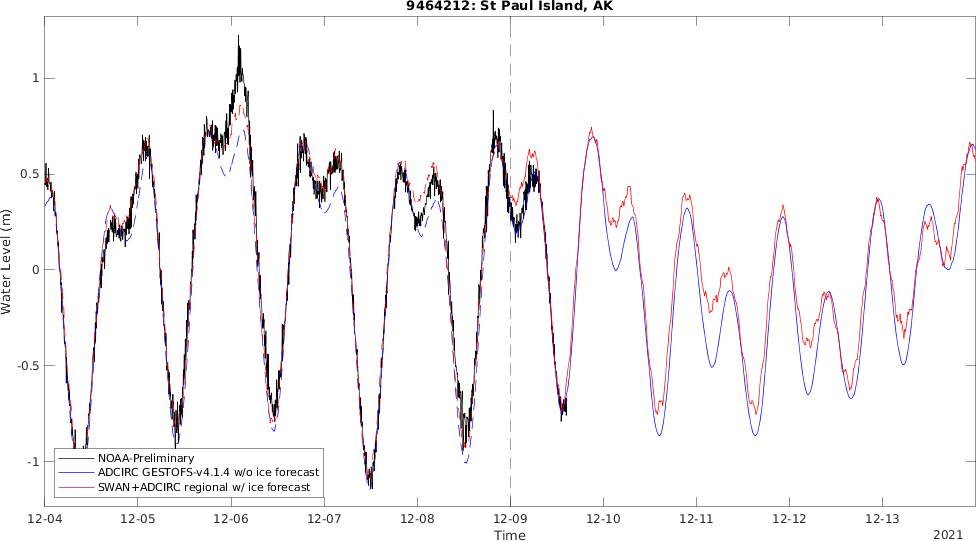 9464212: St Paul Island, AK
Water Level (m)
1
0.5
0
-0.5
-1
NOAA-Preliminary
ADCIRC GESTOFS-v4.1.4 w/o ice forecast
SWAN+ADCIRC regional w/ ice forecast
12-04 12-05 12-06 12-07 12-08 12-09 12-10 12-11 12-12 12-13
Time
2021